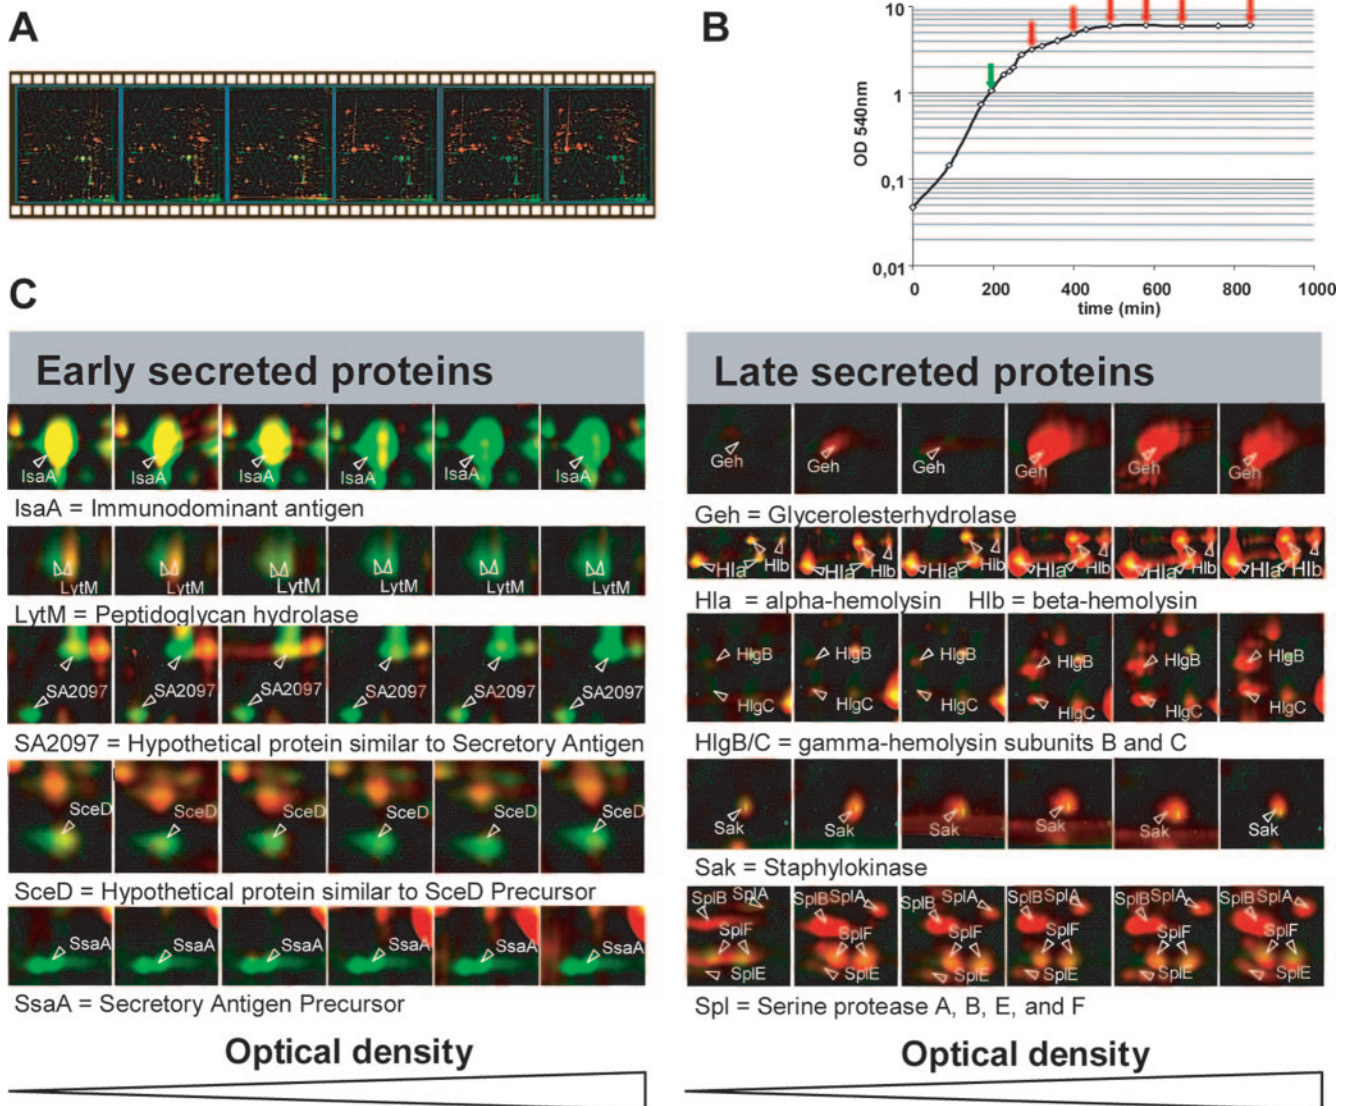 A
B
10
1
0,1
0,01
OD 540nm
0 200 400 600 800 1000
time (min)
C
Early secreted proteins
IsaA IsaA IsaA IsaA IsaA IsaA
IsaA = Immunodominant antigen
LytM LytM LytM LytM LytM LytM
LytM = Peptidoglycan hydrolase
SA2097 SA2097 SA2097 SA2097 SA2097 SA2097
SA2097 = Hypothetical protein similar to Secretory Antigen
SceD SceD SceD SceD SceD SceD
SceD = Hypothetical protein similar to SceD Precursor
SsaA SsaA SsaA SsaA SsaA SsaA
SsaA = Secretory Antigen Precursor
Optical density
Late secreted proteins
Geh Geh Geh Geh Geh Geh
Geh = Glycerolesterhydrolase
Hla Hlb Hla Hlb Hla Hlb Hla Hlb Hla Hlb Hla Hlb
Hla = alpha-hemolysin Hlb = beta-hemolysin
HlgB HlgB HlgB HlgB HlgB HlgB
HlgC HlgC HlgC HlgC HlgC HlgC
HlgB/C = gamma-hemolysin subunits B and C
Sak Sak Sak Sak Sak Sak
Sak = Staphylokinase
SplB SplA SplB SplA SplB SplA SplB SplA SplB SplA SplB SplA
SplF SplF SplF SplF SplF SplF
SplE SplE SplE SplE SplE SplE
Spl = Serine protease A, B, E, and F
Optical density